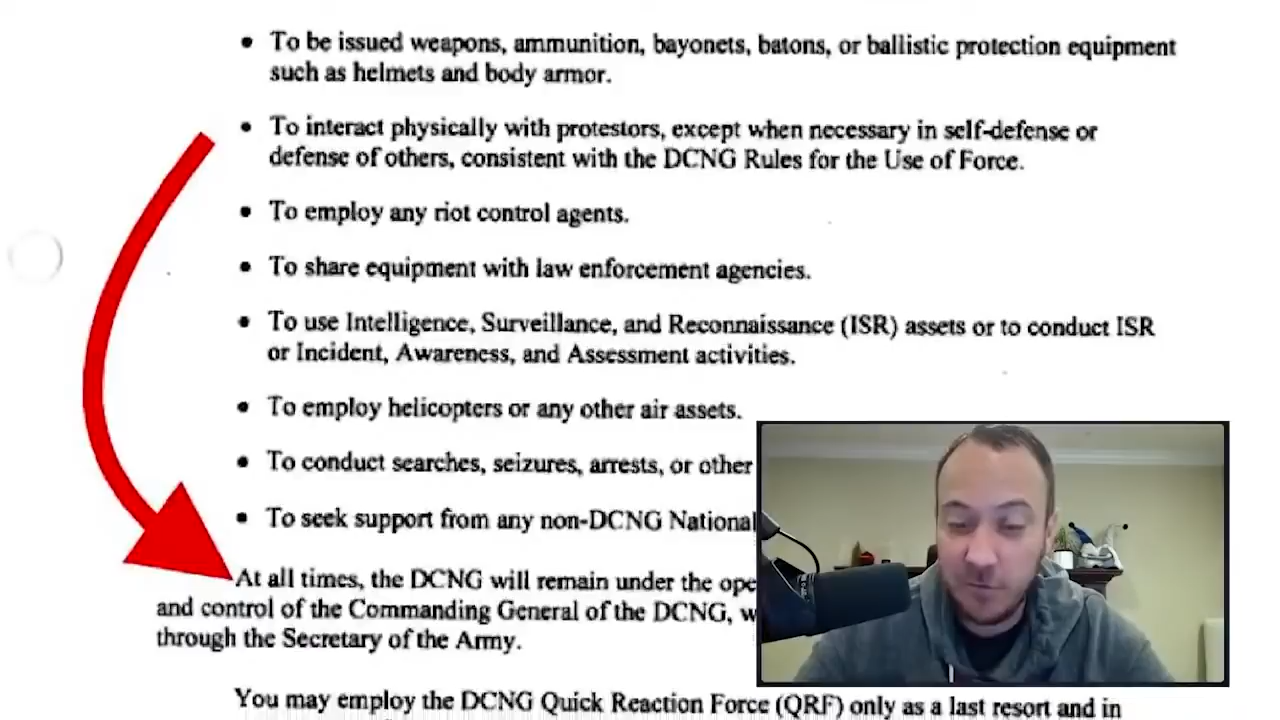 • To be issued weapons, ammunition, bayonets, batons, or ballistic protection equipment
such as helmets and body armor.
• To interact physically with protestors, except when necessary in self-defense or
defense of others, consistent with the DCNG Rules for the Use of Force.
• To employ any riot control agents.
• To share equipment with law enforcement agencies.
• To use Intelligence, Surveillance, and Reconnaissance (ISR) assets or to conduct ISR
or Incident, Awareness, and Assessment activities.
• To employ helicopters or any other air assets.
• To conduct searches, seizures, arrests, or other
• To seek support from any non-DCNG National
At all times, the DCNG will remain under the ope
and control of the Commanding General of the DCNG, w
through the Secretary of the Army.
You may employ the DCNG Quick Reaction Force (QRF) only as a last resort and in